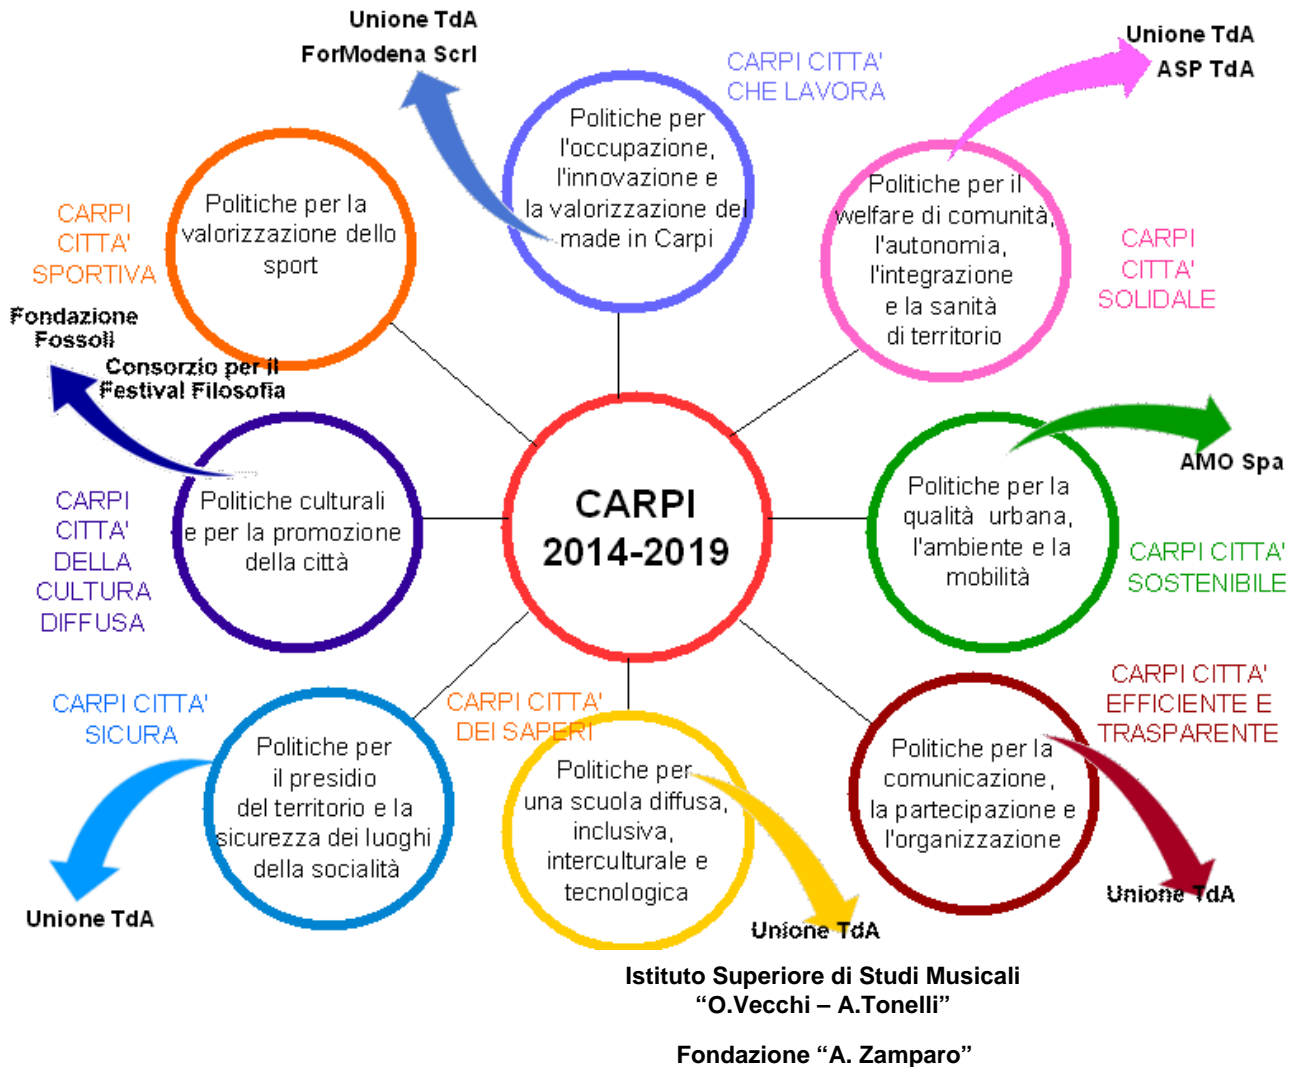 Unione TdA
ForModena Scrl
CARPI CITTA'
CHE LAVORA
Unione TdA
ASP TdA
Politiche per
l'occupazione,
l'innovazione e
la valorizzazione del
made in Carpi
Politiche per il
welfare di comunità,
l'autonomia,
l'integrazione
e la sanità
di territorio
CARPI
CITTA'
SOLIDALE
CARPI
CITTA'
SPORTIVA
Politiche per la
valorizzazione dello
sport
Fondazione
Fossoli
Consorzio per il
Festival Filosofia
CARPI
CITTA'
DELLA
CULTURA
DIFFUSA
Politiche culturali
e per la promozione
della città
CARPI
2014-2019
AMO Spa
Politiche per la
qualità urbana,
l'ambiente e la
mobilità
CARPI CITTA'
SOSTENIBILE
CARPI CITTA'
SICURA
Politiche per
il presidio
del territorio e la
sicurezza dei luoghi
della socialità
Unione TdA
CARPI CITTA'
DEI SAPERI
Politiche per
una scuola diffusa,
inclusiva,
interculturale e
tecnologica
Unione TdA
CARPI CITTA'
EFFICIENTE E
TRASPARENTE
Politiche per la
comunicazione,
la partecipazione e
l'organizzazione
Unione TdA
Istituto Superiore di Studi Musicali
“O.Vecchi – A.Tonelli”
Fondazione “A. Zamparo”